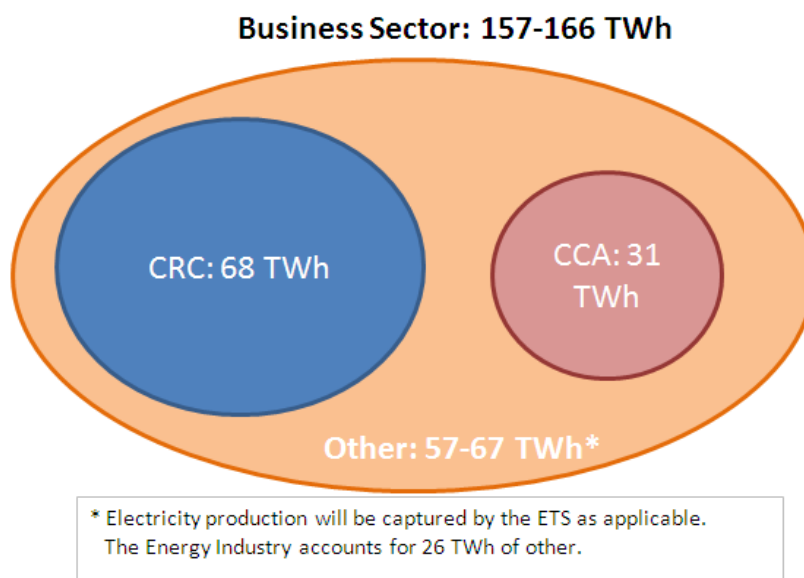 Business Sector: 157-166 TWh
CRC: 68 TWh
CCA: 31
TWh
Other: 57-67 TWh*
* Electricity production will be captured by the ETS as applicable.
The Energy Industry accounts for 26 TWh of other.